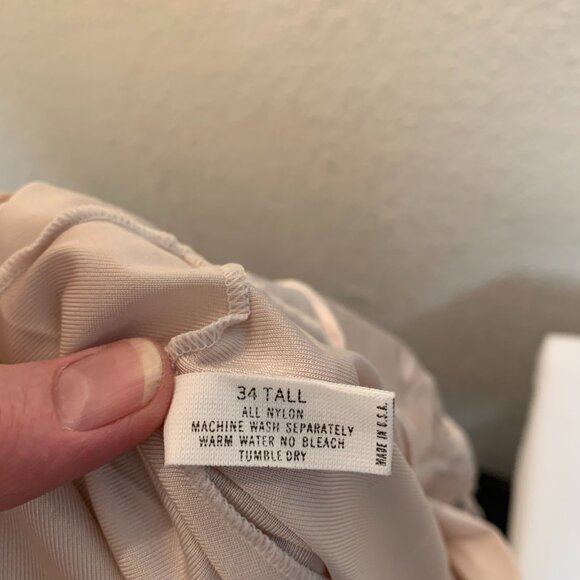 34 TALL
ALL NYLON
MACHINE WASH SEPARATELY
WARM WATER NO BLEACH
TUMBLE DRY
MADE IN U.S.A.